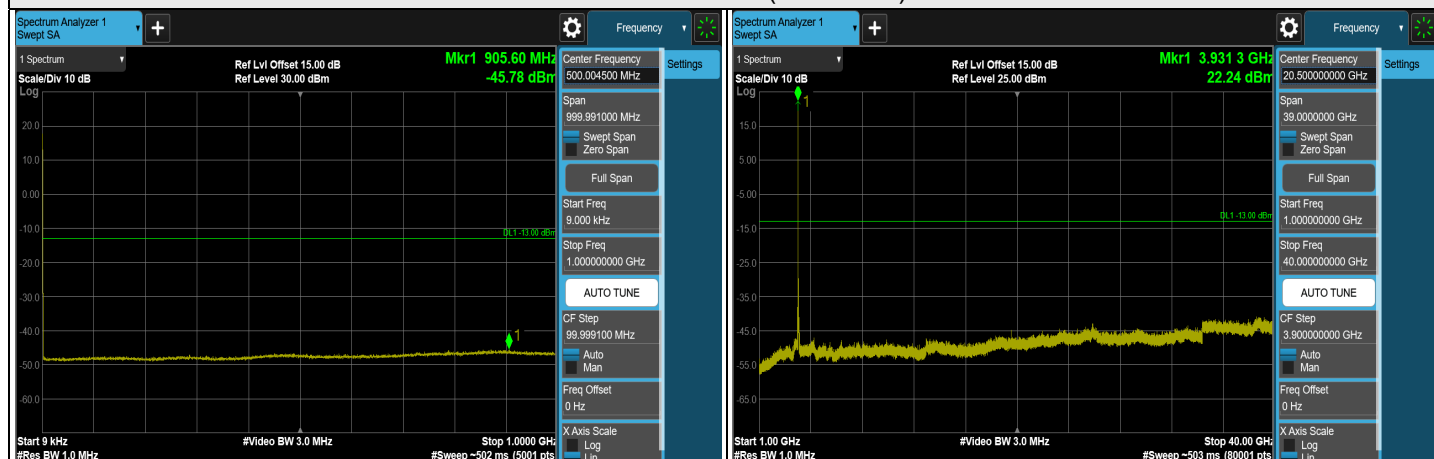 Spectrum Analyzer 1
Swept SA
+
Frequency
1 Spectrum
Scale/Div 10 dB
Log
Ref Lvl Offset 15.00 dB
Ref Level 30.00 dBm
Mkr1 905.60 MHz
-45.78 dBm
20.0
10.0
0.00
-10.0
-20.0
-30.0
-40.0
-50.0
-60.0
DL1 -13.00 dBm
1
Start 9 kHz
#Res BW 1.0 MHz
#Video BW 3.0 MHz
Stop 1.0000 GHz
#Sweep ~502 ms (5001 pts
Center Frequency
500.004500 MHz
Span
999.991000 MHz
Swept Span
Zero Span
Full Span
Start Freq
9.000 kHz
Stop Freq
1.000000000 GHz
AUTO TUNE
CF Step
99.999100 MHz
Auto
Man
Freq Offset
0 Hz
X Axis Scale
Log
Lin
Settings
Spectrum Analyzer 1
Swept SA
+
Frequency
1 Spectrum
Scale/Div 10 dB
Log
Ref Lvl Offset 15.00 dB
Ref Level 25.00 dBm
Mkr1 3.931 3 GHz
22.24 dBm
1
15.0
5.00
-5.00
-15.0
-25.0
-35.0
-45.0
-55.0
-65.0
DL1 -13.00 dBm
Start 1.00 GHz
#Res BW 1.0 MHz
#Video BW 3.0 MHz
Stop 40.00 GHz
#Sweep ~503 ms (80001 pts
Center Frequency
20.500000000 GHz
Span
39.0000000 GHz
Swept Span
Zero Span
Full Span
Start Freq
1.000000000 GHz
Stop Freq
40.000000000 GHz
AUTO TUNE
CF Step
3.900000000 GHz
Auto
Man
Freq Offset
0 Hz
X Axis Scale
Log
Lin
Settings